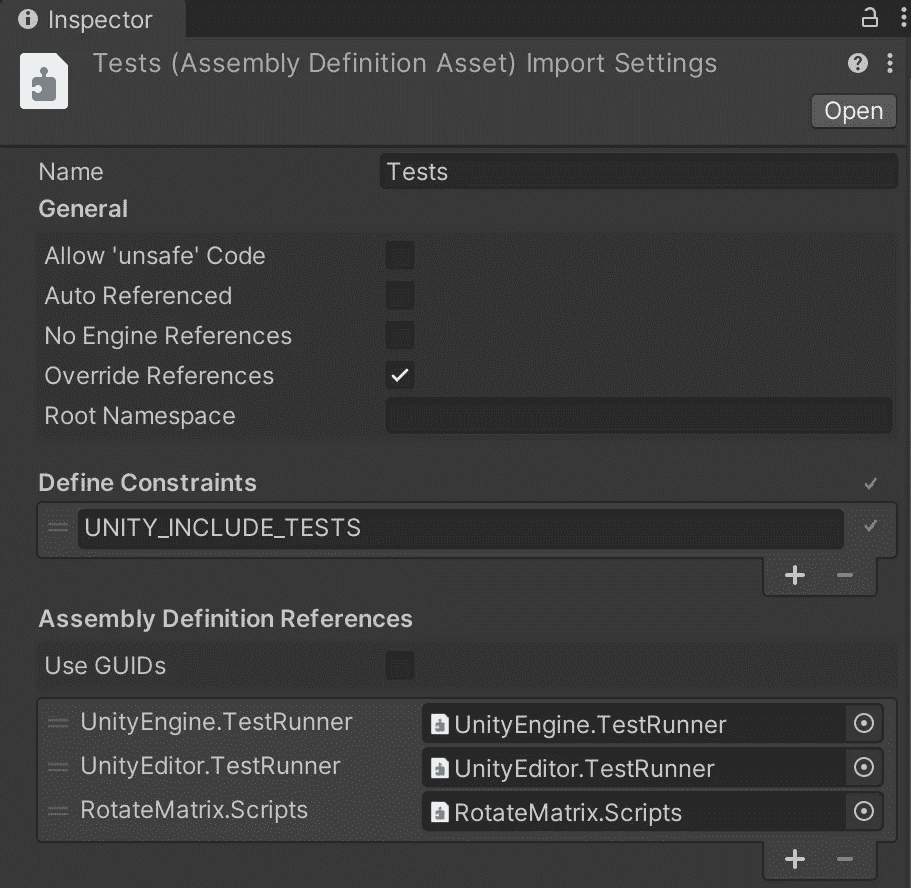 Inspector
Tests (Assembly Definition Asset) Import Settings
Open
Name Tests
General
Allow 'unsafe' Code
Auto Referenced
No Engine References
Override References
Root Namespace
Define Constraints
UNITY_INCLUDE_TESTS
Assembly Definition References
Use GUIDs
UnityEngine.TestRunner UnityEngine.TestRunner
UnityEditor.TestRunner UnityEditor.TestRunner
RotateMatrix.Scripts RotateMatrix.Scripts